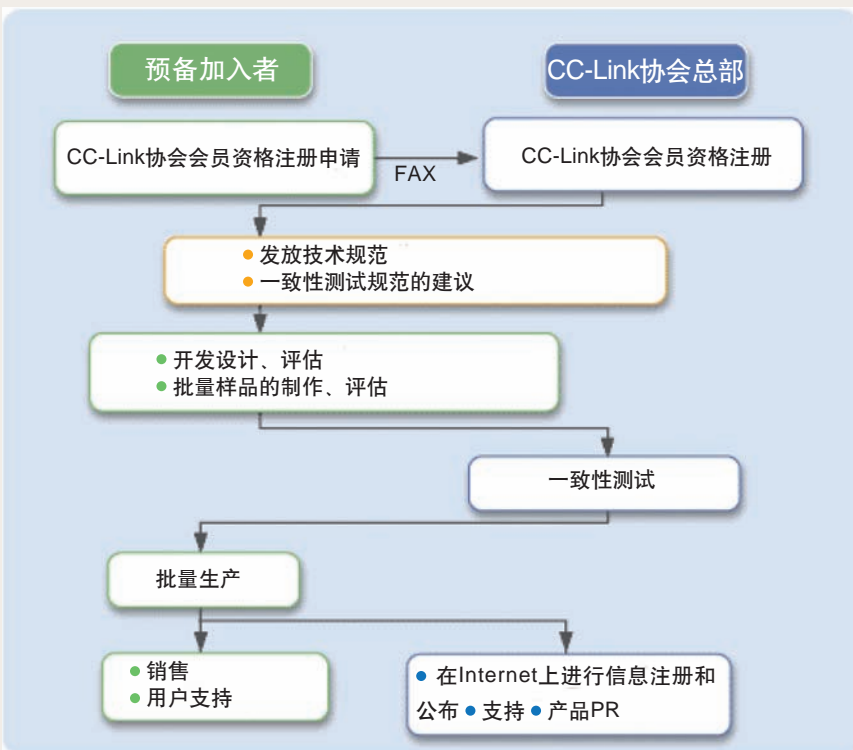 预备加入者
CC-Link协会总部
CC-Link协会会员资格注册申请
FAX
CC-Link协会会员资格注册
● 发放技术规范
● 一致性测试规范的建议
● 开发设计、评估
● 批量样品的制作、评估
一致性测试
批量生产
● 销售
● 用户支持
● 在Internet上进行信息注册和
公布 ● 支持 ● 产品PR